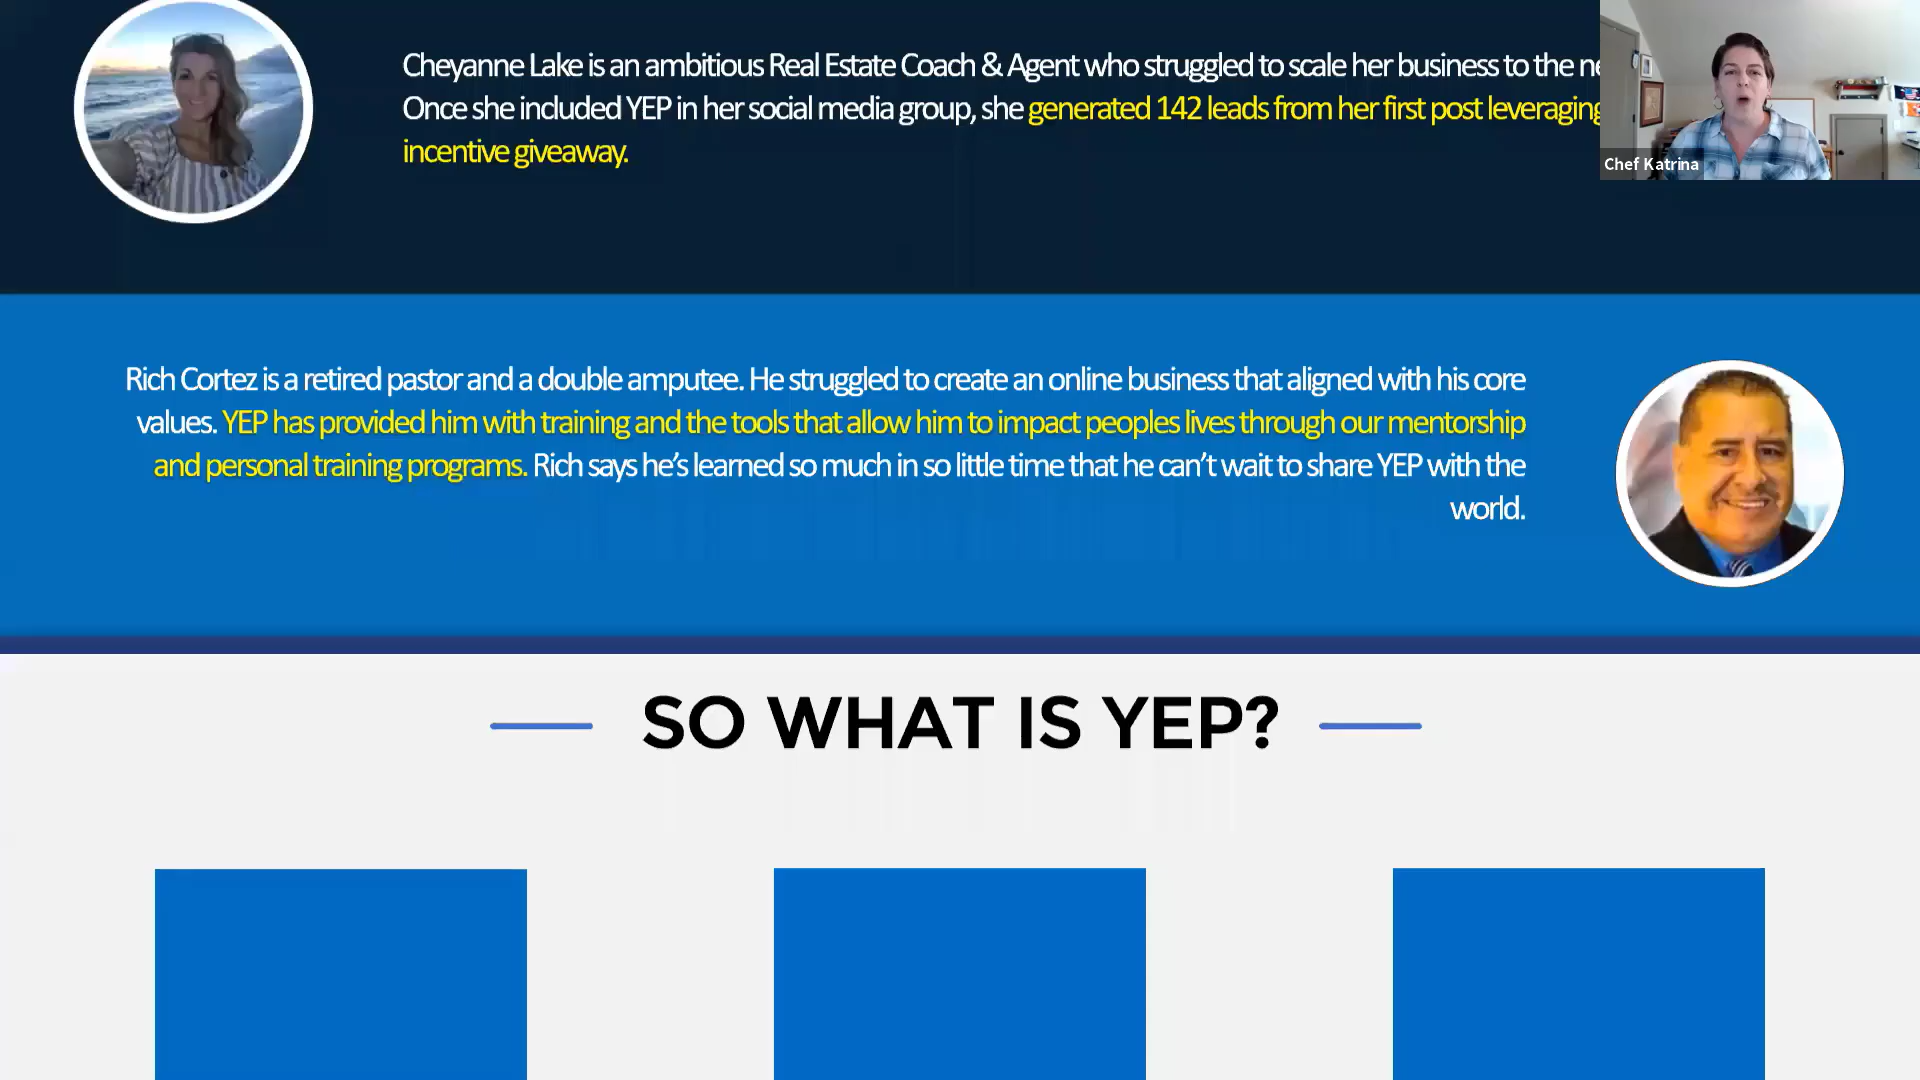 Cheyanne Lake is an ambitious Real Estate Coach & Agent who struggled to scale her business to the
Once she included YEP in her social media group, she generated 142 leads from her first post leveraging
incentive giveaway.
Chef Katrina
Rich Cortez is a retired pastor and a double amputee. He struggled to create an online business that aligned with his core
values. YEP has provided him with training and the tools that allow him to impact peoples lives through our mentorship
and personal training programs. Rich says he’s learned so much in so little time that he can’t wait to share YEP with the
world.
SO WHAT IS YEP?